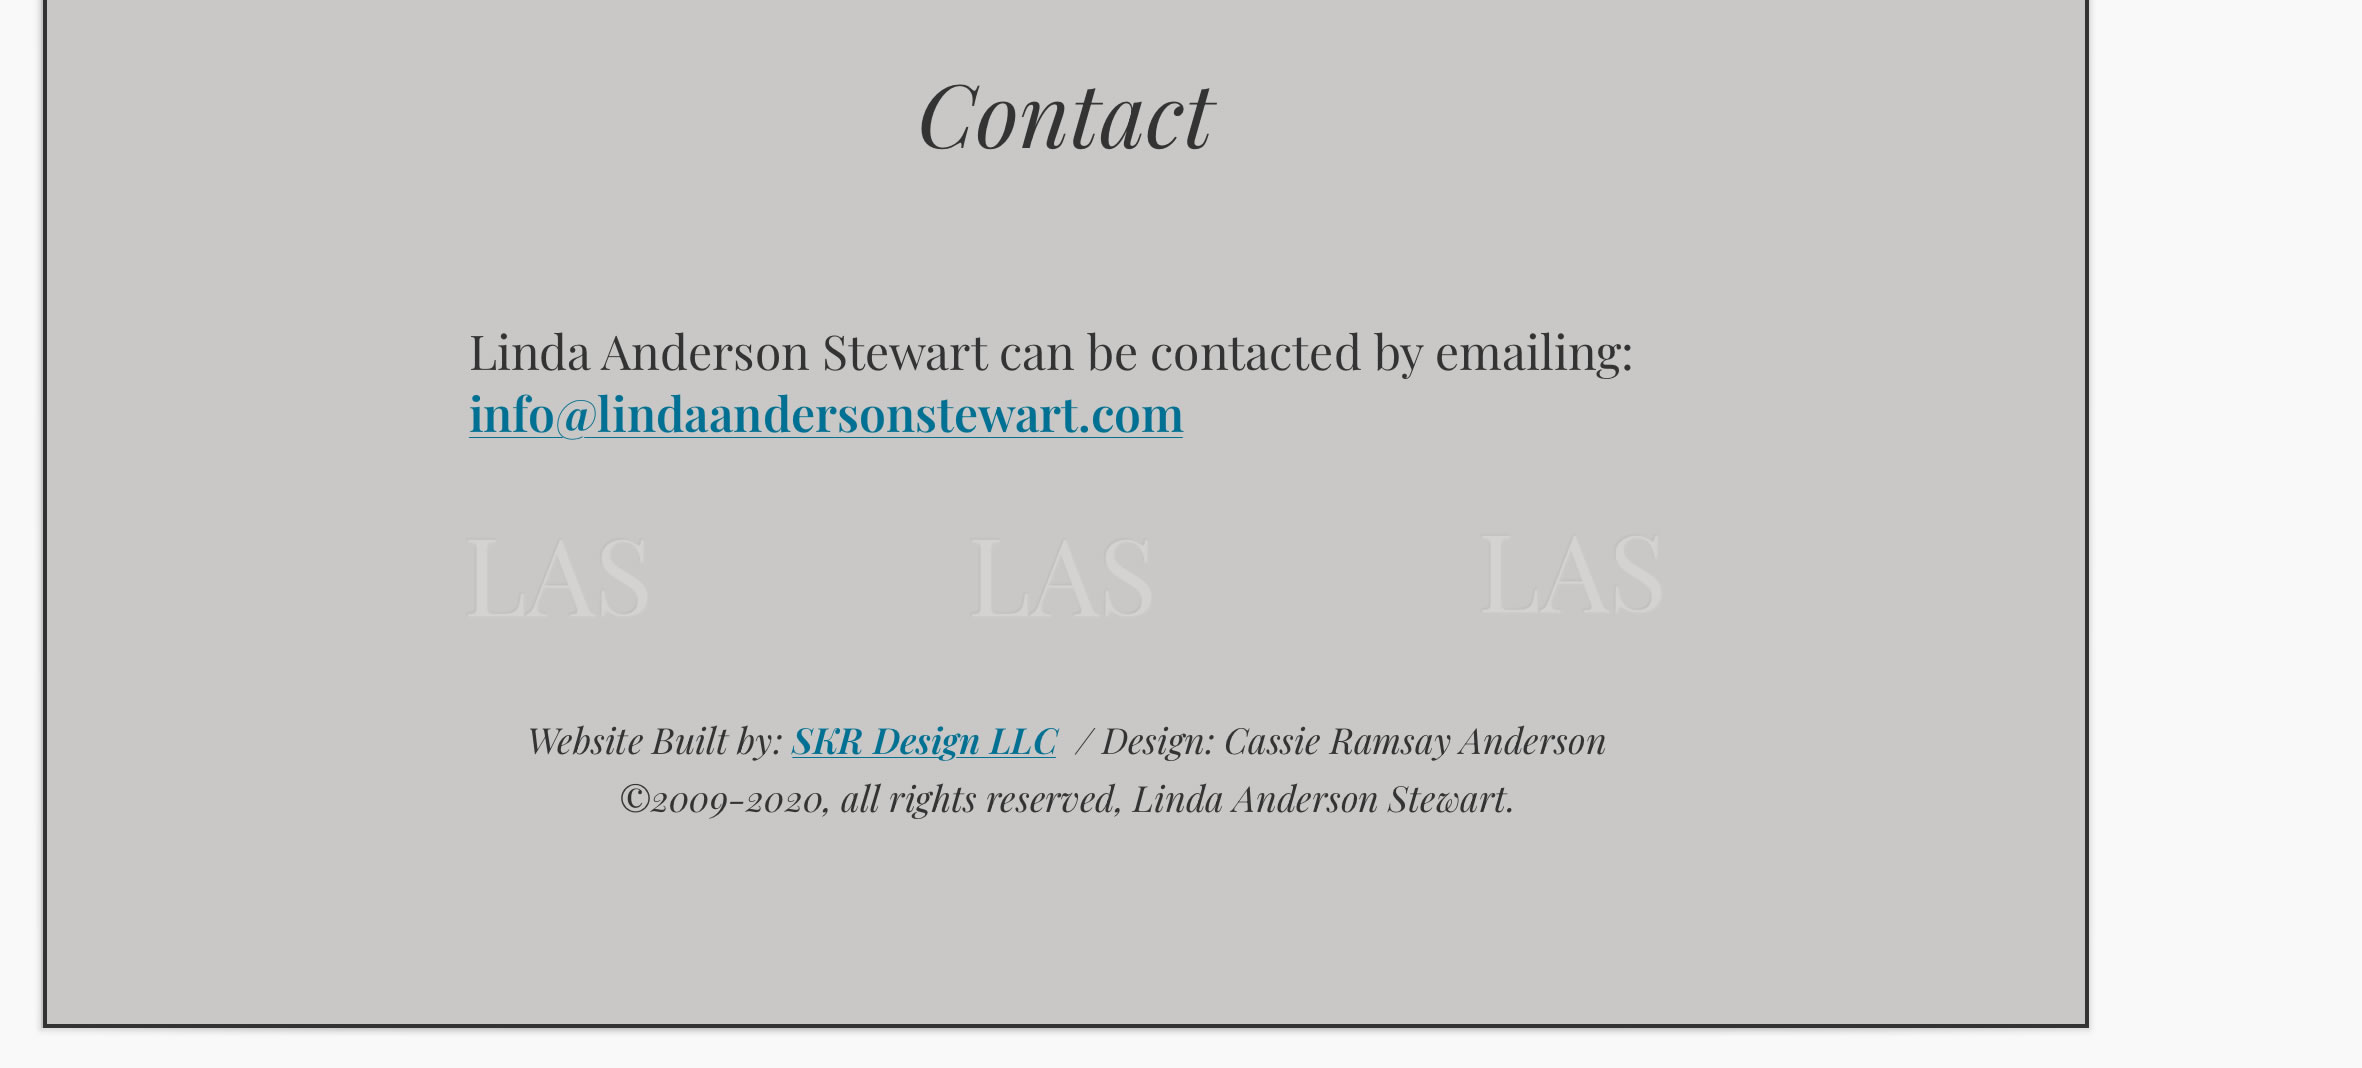 Contact
Linda Anderson Stewart can be contacted by emailing:
info@lindaandersonstewart.com
LAS LAS LAS
Website Built by: SKR Design LLC / Design: Cassie Ramsay Anderson
©2009-2020, all rights reserved, Linda Anderson Stewart.